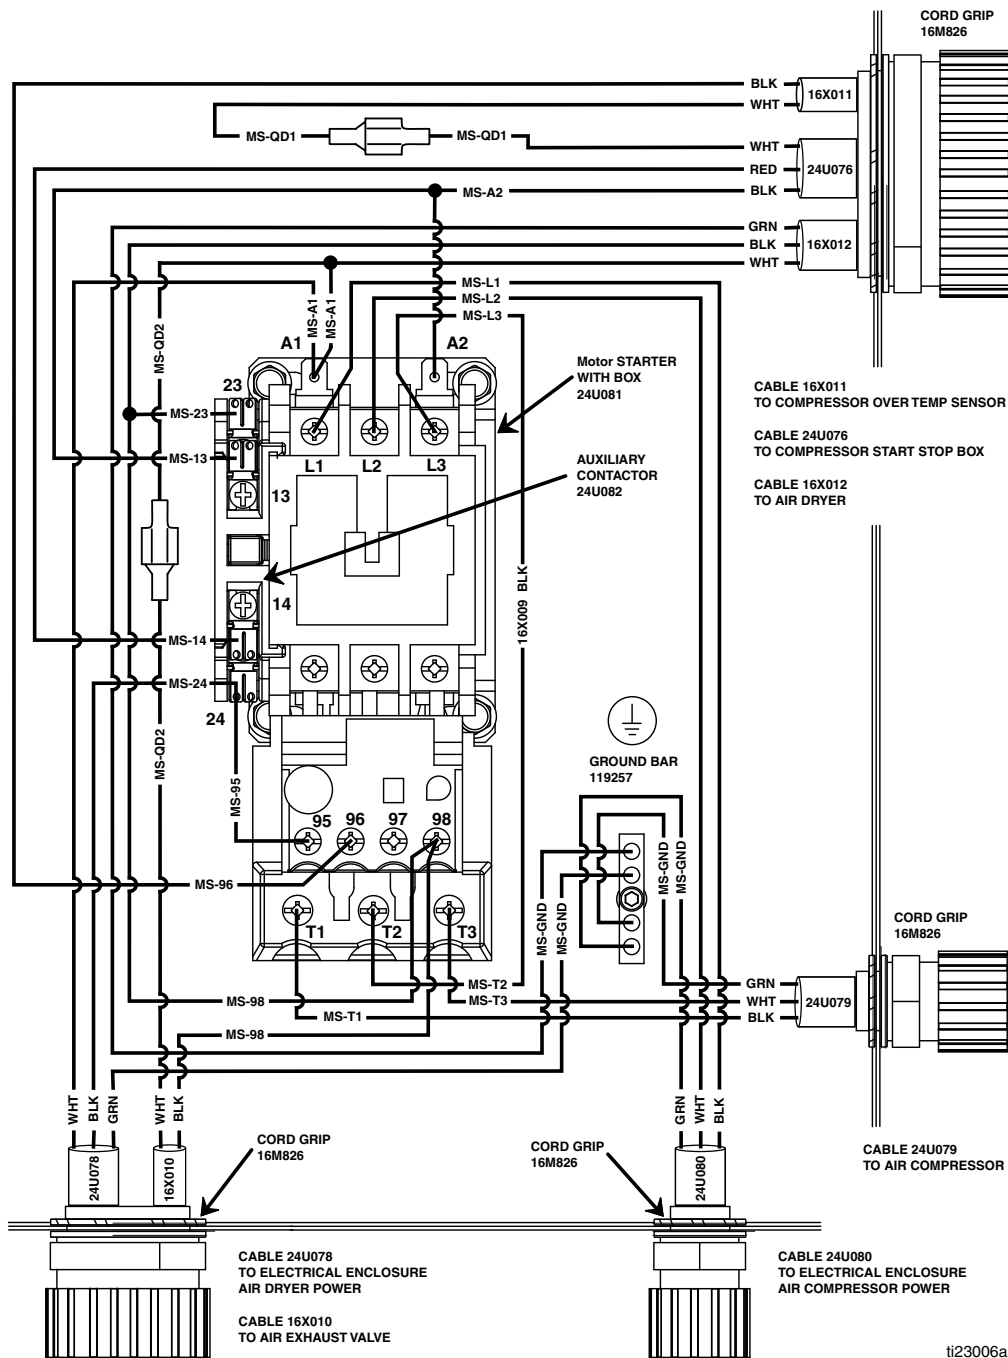 CORD GRIP
16M826
BLK
WHT
16X011
MS-QD1
MS-QD1
WHT
RED
BLK
24U076
MS-A2
GRN
BLK
WHT
16X012
MS-L1
MS-L2
MS-L3
MS-A1
MS-A1
MS-QD2
A1
A2
Motor STARTER
WITH BOX
24U081
CABLE 16X011
TO COMPRESSOR OVER TEMP SENSOR
CABLE 24U076
TO COMPRESSOR START STOP BOX
CABLE 16X012
TO AIR DRYER
23
MS-23
MS-13
L1
L2
L3
13
AUXILIARY
CONTACTOR
24U082
14
16X009 BLK
MS-14
MS-24
24
MS-QD2
MS-95
GROUND BAR
119257
95
96
97
98
MS-GND
MS-GND
MS-96
MS-GND
MS-GND
T1
T2
T3
CORD GRIP
16M826
MS-T2
MS-T3
MS-98
MS-T1
MS-98
GRN
WHT
BLK
24U079
WHT
BLK
GRN
WHT
BLK
GRN
WHT
BLK
CORD GRIP
16M826
CORD GRIP
16M826
24U078
16X010
24U080
CABLE 24U079
TO AIR COMPRESSOR
CABLE 24U078
TO ELECTRICAL ENCLOSURE
AIR DRYER POWER
CABLE 16X010
TO AIR EXHAUST VALVE
CABLE 24U080
TO ELECTRICAL ENCLOSURE
AIR COMPRESSOR POWER
ti23006a